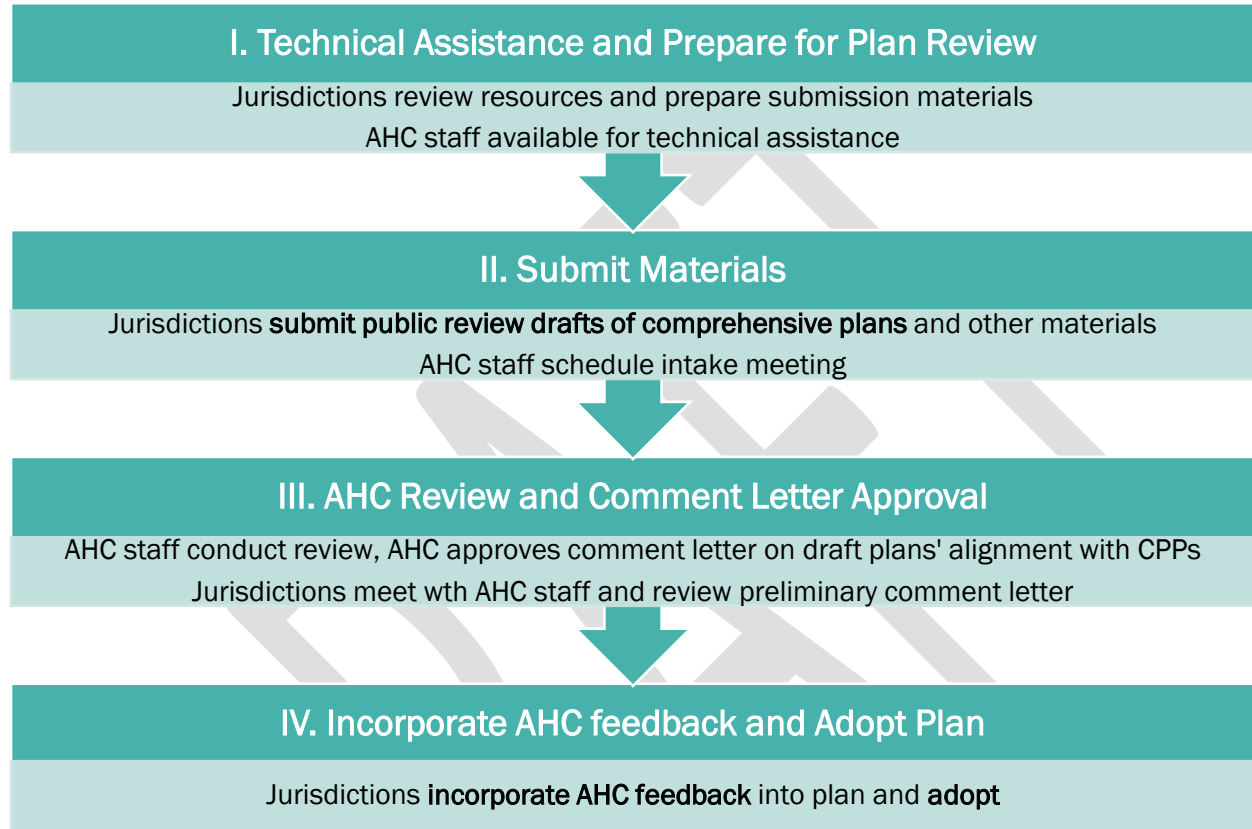 I. Technical Assistance and Prepare for Plan Review
Jurisdictions review resources and prepare submission materials
AHC staff available for technical assistance
II. Submit Materials
Jurisdictions submit public review drafts of comprehensive plans and other materials
AHC staff schedule intake meeting
III. AHC Review and Comment Letter Approval
AHC staff conduct review, AHC approves comment letter on draft plans' alignment with CPPs
Jurisdictions meet wth AHC staff and review preliminary comment letter
IV. Incorporate AHC feedback and Adopt Plan
Jurisdictions incorporate AHC feedback into plan and adopt